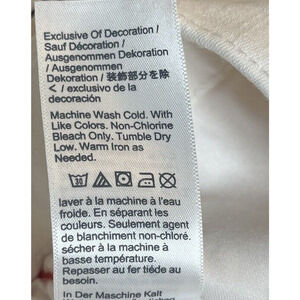 Exclusive Of Decoration /
Sauf Décoration /
Ausgenommen Dekoration
/ Ausgenommen
Dekoration / 装飾部分を除
く / exclusivo de la
decoración
Machine Wash Cold. With
Like Colors. Non-Chlorine
Bleach Only. Tumble Dry
Low. Warm Iron as
Needed.
30
laver à la machine à l'eau
froide. En séparant les
couleurs. Seulement agent
de blanchiment non-chloré.
sécher à la machine à
basse température.
Repasser au fer tiède au
besoin.
In Der Maschine Kalt